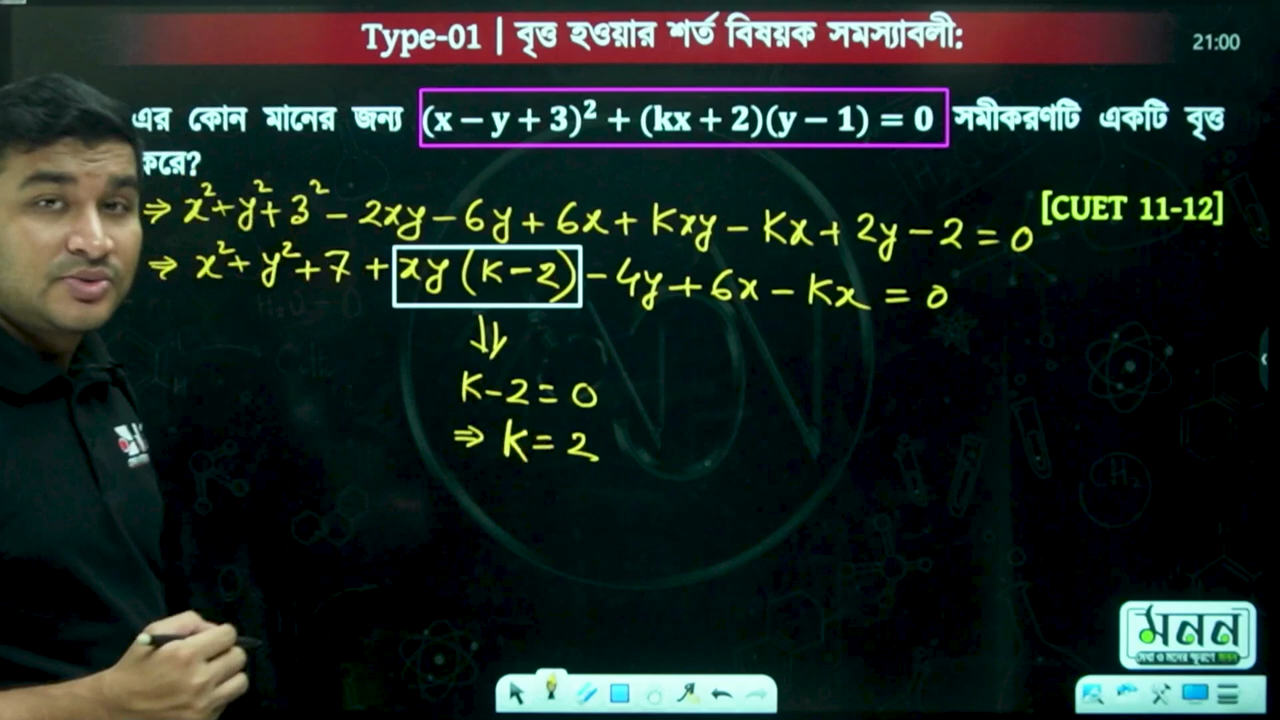 Type-01 | বৃত্ত হওয়ার শর্ত বিষয়ক সমস্যাবলী:
21:00
এর কোন মানের জন্য (x − y + 3)² + (kx + 2)(y − 1) = 0 সমীকরণটি একটি বৃত্ত
করে?
[CUET 11-12]
⇒ x² + y² + 3² − 2xy − 6y + 6x + Kxy − Kx + 2y − 2 = 0
⇒ x² + y² + 7 + xy (K − 2) − 4y + 6x − Kx = 0
⇓
K − 2 = 0
⇒ K = 2
CH₂
মনন